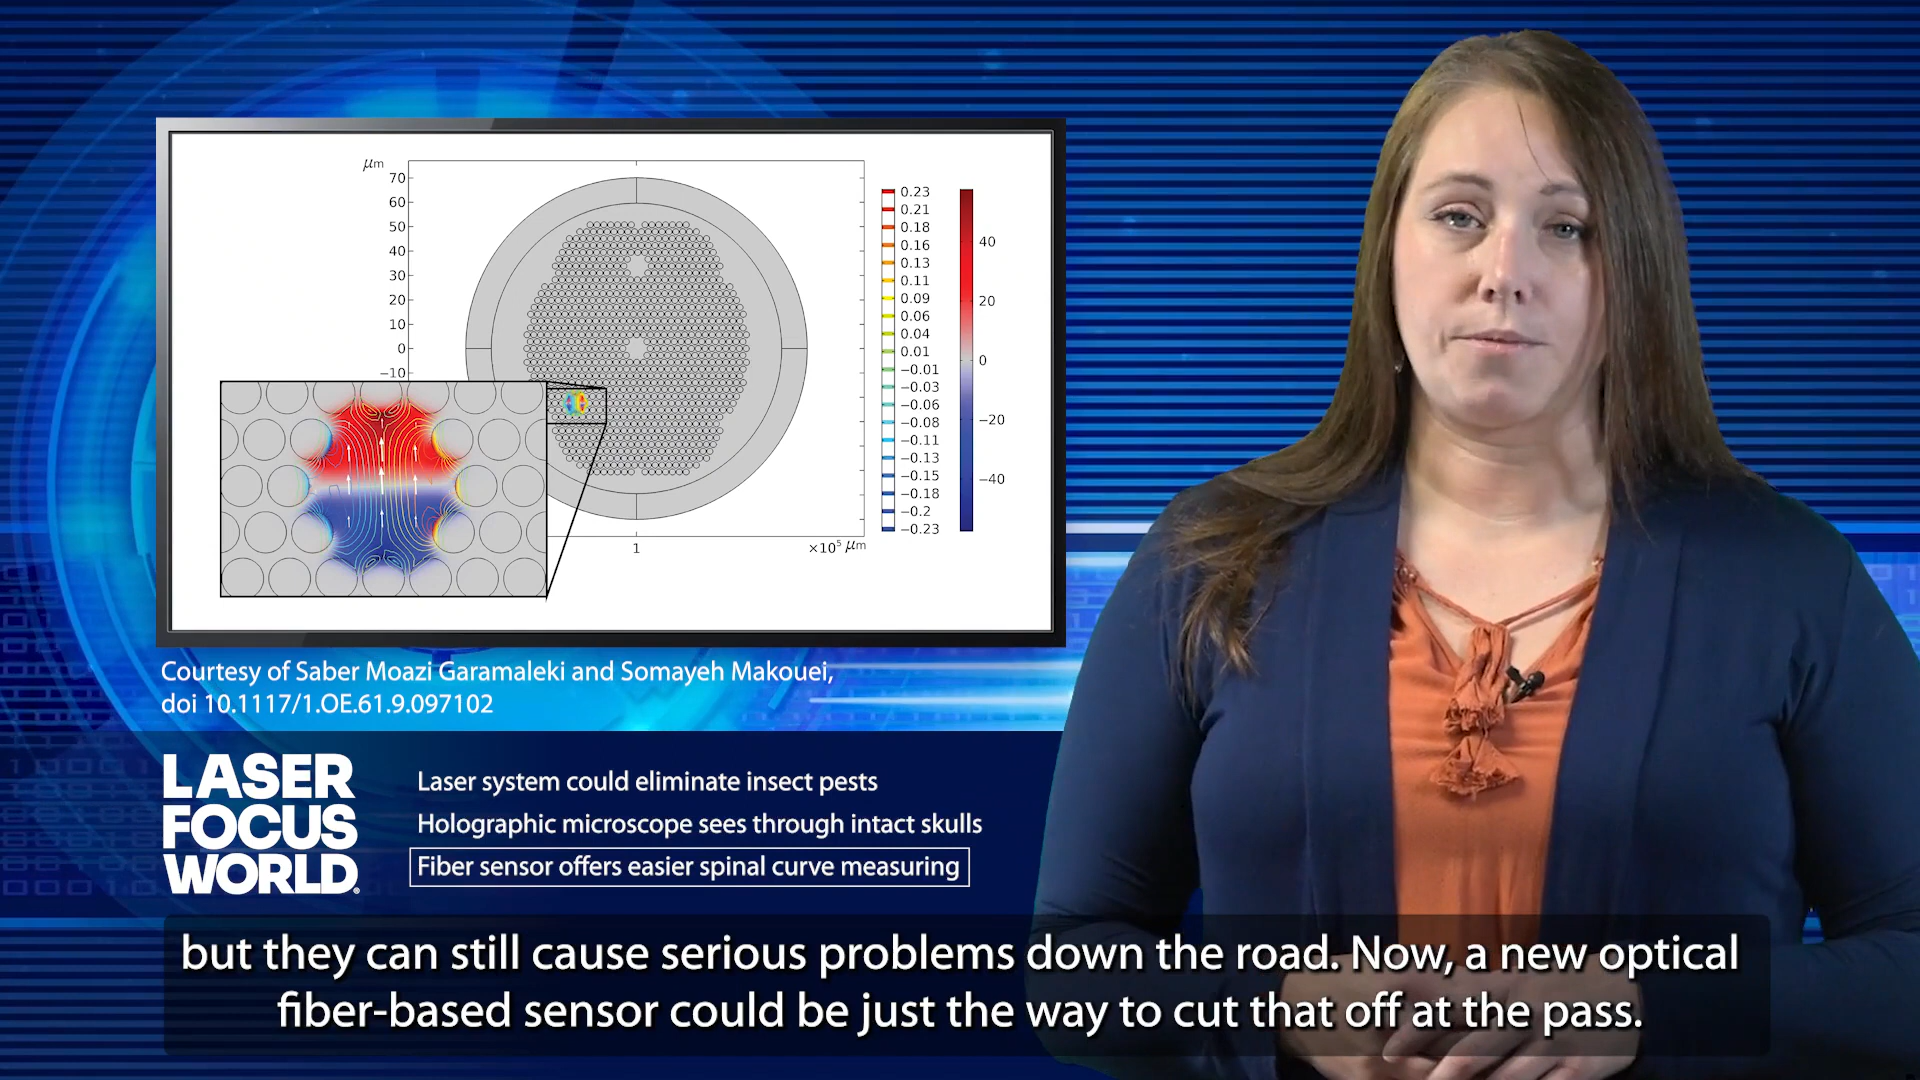 μm
70
60
50
40
30
20
10
0
−10
1
×10⁵ μm
0.23
0.21
0.18
0.16
0.13
0.11
0.09
0.06
0.04
0.01
−0.01
−0.03
−0.06
−0.08
−0.11
−0.13
−0.15
−0.18
−0.2
−0.23
40
20
0
−20
−40
Courtesy of Saber Moazi Garamaleki and Somayeh Makouei,
doi 10.1117/1.OE.61.9.097102
LASER
FOCUS
WORLD®
Laser system could eliminate insect pests
Holographic microscope sees through intact skulls
Fiber sensor offers easier spinal curve measuring
but they can still cause serious problems down the road. Now, a new optical
fiber-based sensor could be just the way to cut that off at the pass.